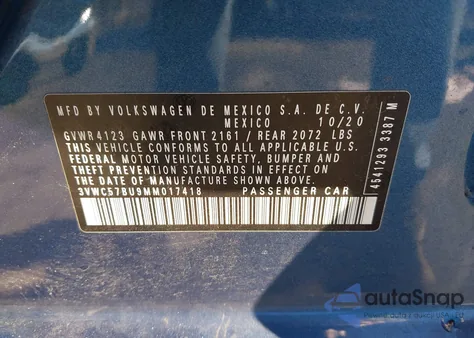 MFD BY VOLKSWAGEN DE MEXICO S.A. DE C.V.
MEXICO 10/20
GVWR 4123 GAWR FRONT 2161 / REAR 2072 LBS
THIS VEHICLE CONFORMS TO ALL APPLICABLE U.S.
FEDERAL MOTOR VEHICLE SAFETY, BUMPER AND
THEFT PREVENTION STANDARDS IN EFFECT ON
THE DATE OF MANUFACTURE SHOWN ABOVE
3VWC57BU9MM017418 PASSENGER CAR
4541293 3387 M
autoSnap